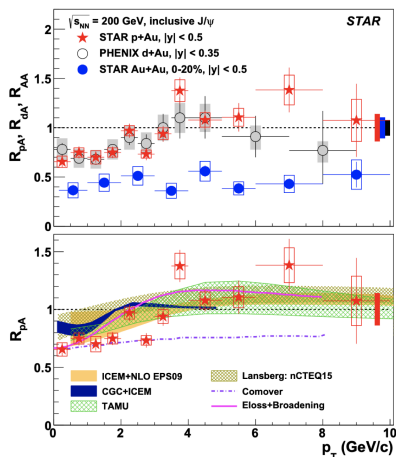 √sNN = 200 GeV, inclusive J/ψ
STAR
STAR p+Au, |y| < 0.5
PHENIX d+Au, |y| < 0.35
STAR Au+Au, 0-20%, |y| < 0.5
RpA, RdA, RAA
2
1.5
1
0.5
0
1.5
1
0.5
RpA
ICEM+NLO EPS09
CGC+ICEM
TAMU
Lansberg: nCTEQ15
Comover
Eloss+Broadening
0 2 4 6 8 10
pT (GeV/c)